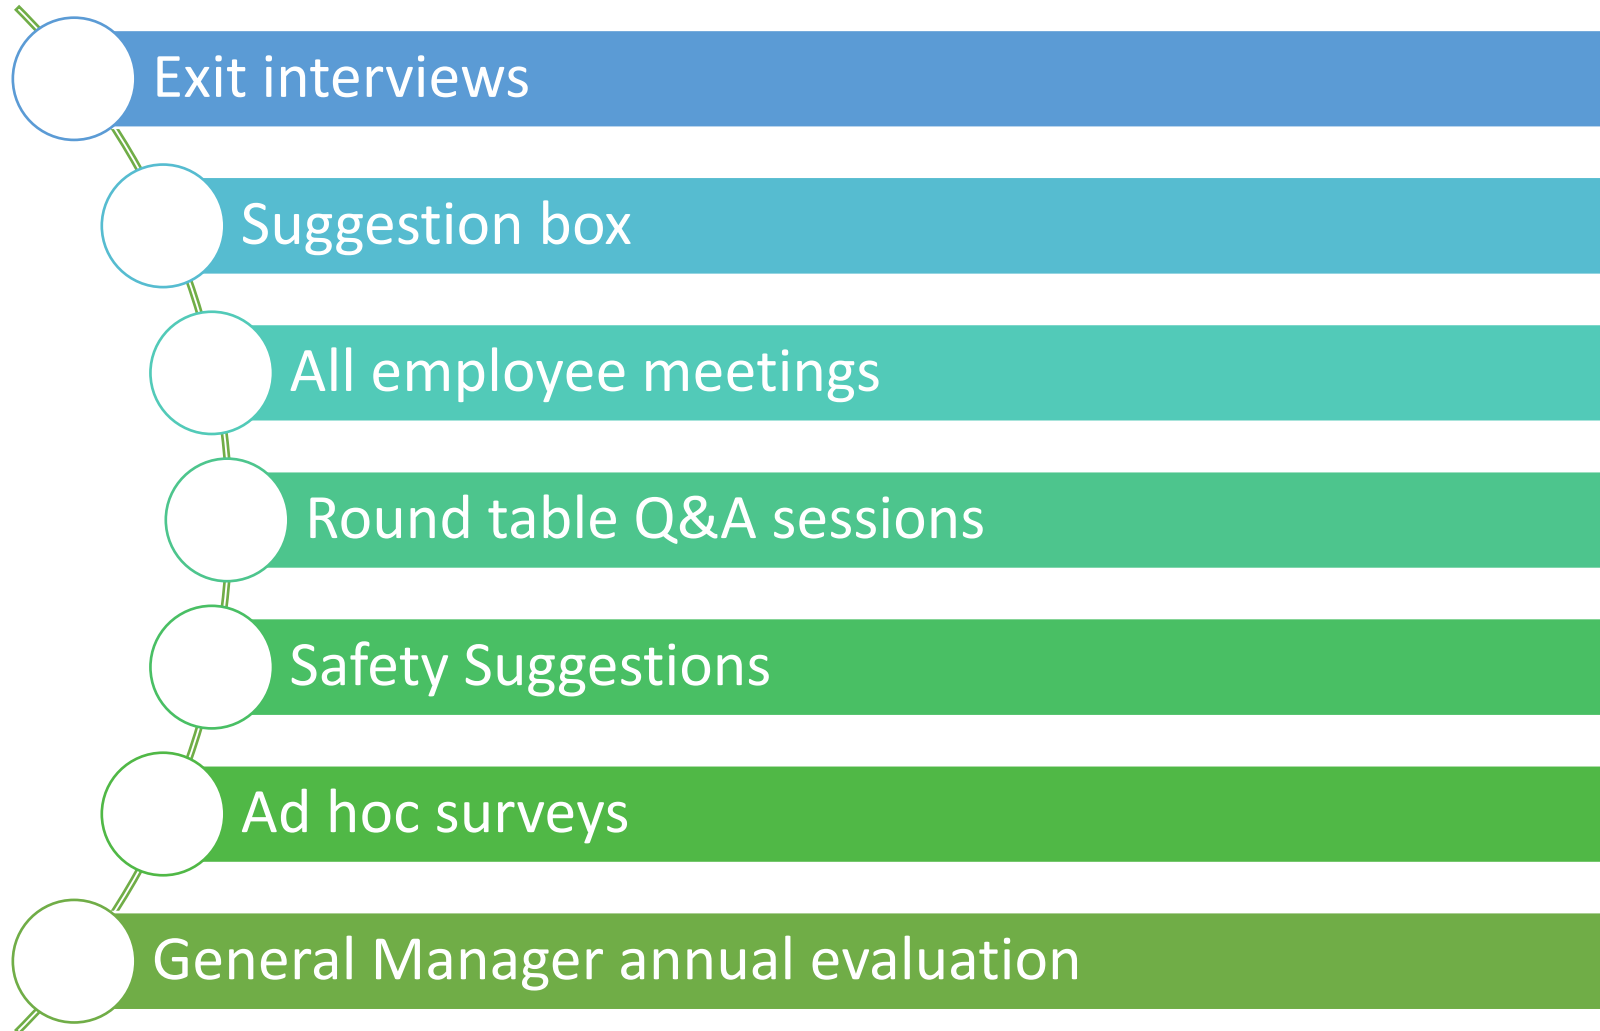 Exit interviews
Suggestion box
All employee meetings
Round table Q&A sessions
Safety Suggestions
Ad hoc surveys
General Manager annual evaluation